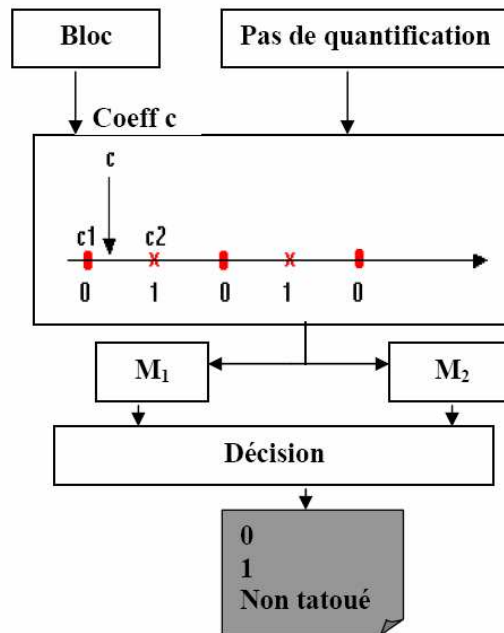 Bloc Pas de quantification
Coeff c
c
c1 c2
0 1 0 1 0
M₁ M₂
Décision
0
1
Non tatoué